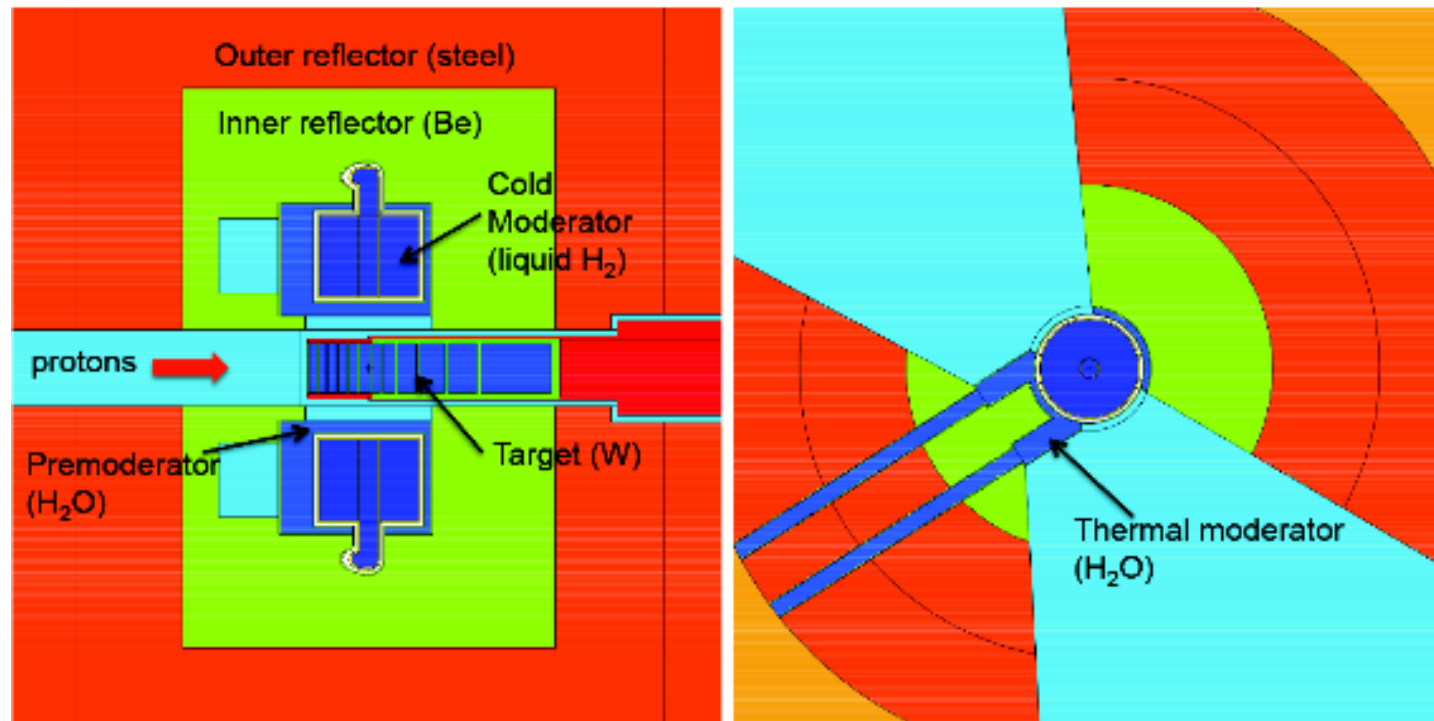 Outer reflector (steel)
Inner reflector (Be)
Cold
Moderator
(liquid H₂)
protons
Target (W)
Premoderator
(H₂O)
Thermal moderator
(H₂O)